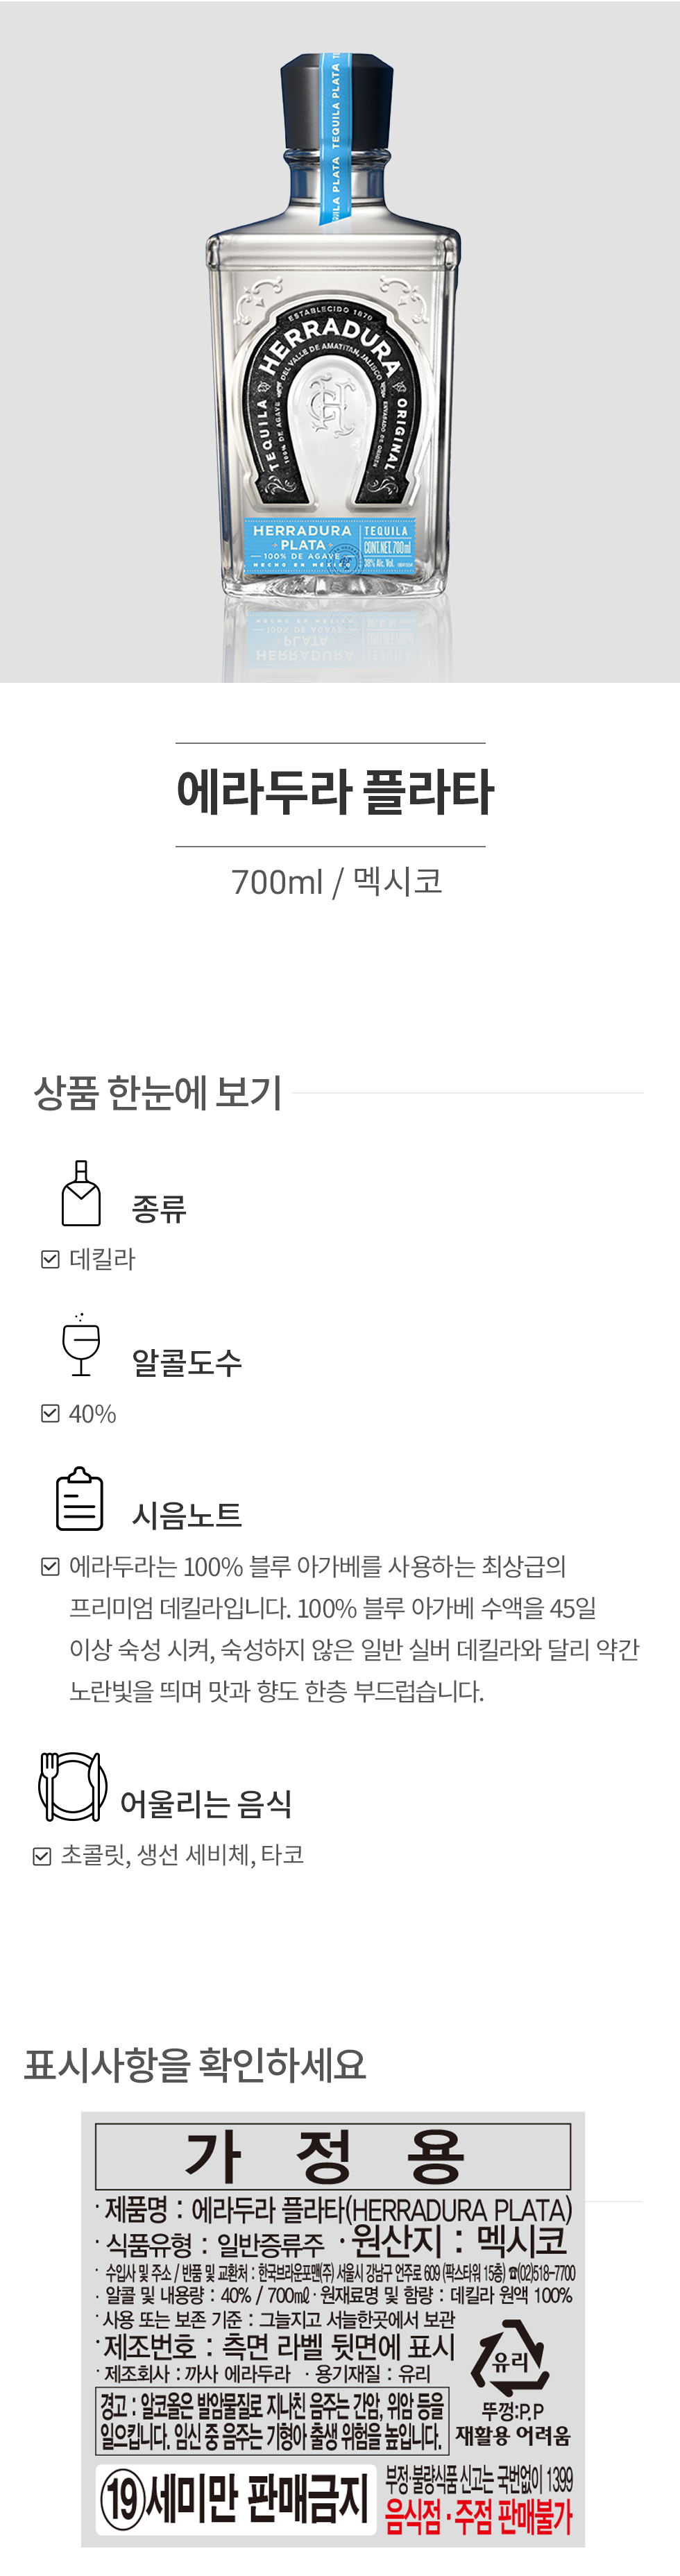 TEQUILA PLATA TEQUILA PLATA
ESTABLECIDO 1870
HERRADURA
DEL VALLE DE AMATITAN, JALISCO
TEQUILA
100% DE AGAVE
ENVASADO DE ORIGEN
ORIGINAL
HERRADURA
PLATA
100% DE AGAVE
HECHO EN MÉXICO
TEQUILA
CONT. NET. 700ml
38% Alc. Vol.
에라두라 플라타
700ml / 멕시코
상품 한눈에 보기
종류
데킬라
알콜도수
40%
시음노트
에라두라는 100% 블루 아가베를 사용하는 최상급의
프리미엄 데킬라입니다. 100% 블루 아가베 수액을 45일
이상 숙성 시켜, 숙성하지 않은 일반 실버 데킬라와 달리 약간
노란빛을 띄며 맛과 향도 한층 부드럽습니다.
어울리는 음식
초콜릿, 생선 세비체, 타코
표시사항을 확인하세요
가 정 용
· 제품명 : 에라두라 플라타(HERRADURA PLATA)
· 식품유형 : 일반증류주 · 원산지 : 멕시코
· 수입사 및 주소 / 반품 및 교환처 : 한국브라운포맨(주) 서울시 강남구 언주로 609 (팍스타워 15층) ☎(02)518-7700
· 알콜 및 내용량 : 40% / 700㎖ · 원재료명 및 함량 : 데킬라 원액 100%
· 사용 또는 보존 기준 : 그늘지고 서늘한곳에서 보관
· 제조번호 : 측면 라벨 뒷면에 표시
· 제조회사 : 까사 에라두라 · 용기재질 : 유리
유리
뚜껑:P.P
재활용 어려움
경고 : 알코올은 발암물질로 지나친 음주는 간암, 위암 등을
일으킵니다. 임신 중 음주는 기형아 출생 위험을 높입니다.
19세미만 판매금지
부정·불량식품 신고는 국번없이 1399
음식점 · 주점 판매불가